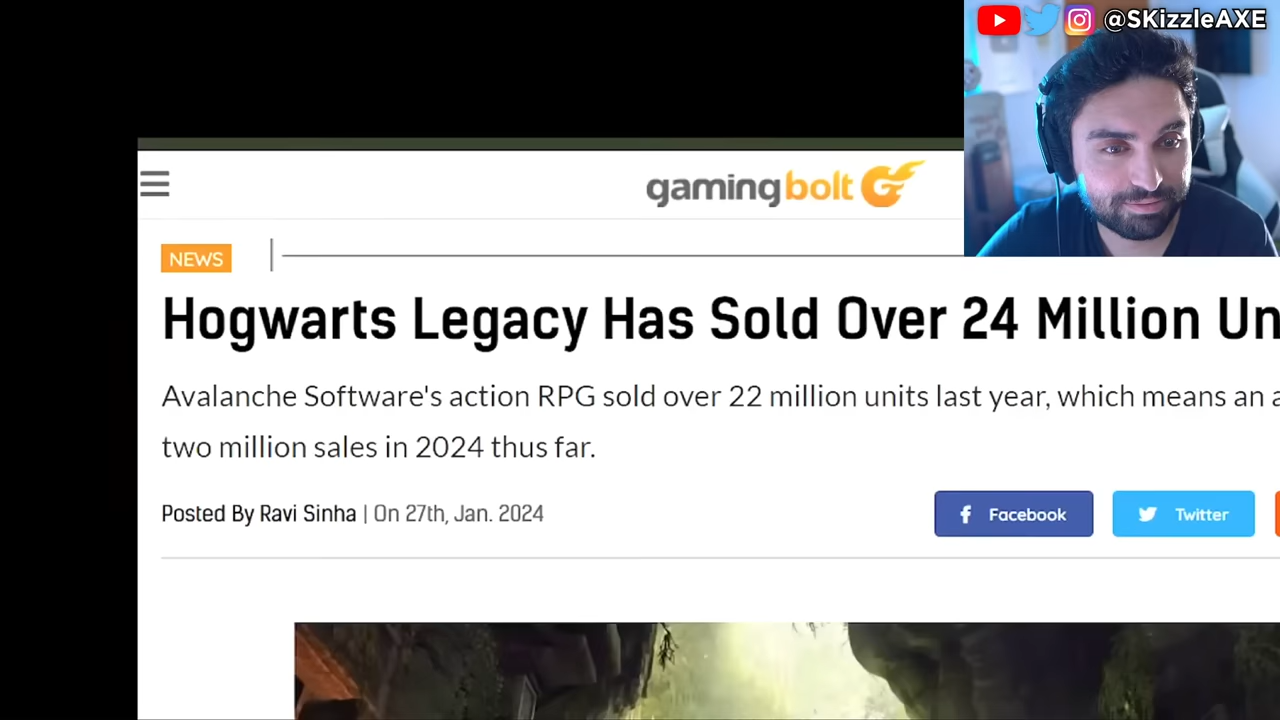 @SKizzleAXE
gamingbolt
NEWS
Hogwarts Legacy Has Sold Over 24 Million Un
Avalanche Software's action RPG sold over 22 million units last year, which means an a
two million sales in 2024 thus far.
Posted By Ravi Sinha | On 27th, Jan. 2024
Facebook
Twitter